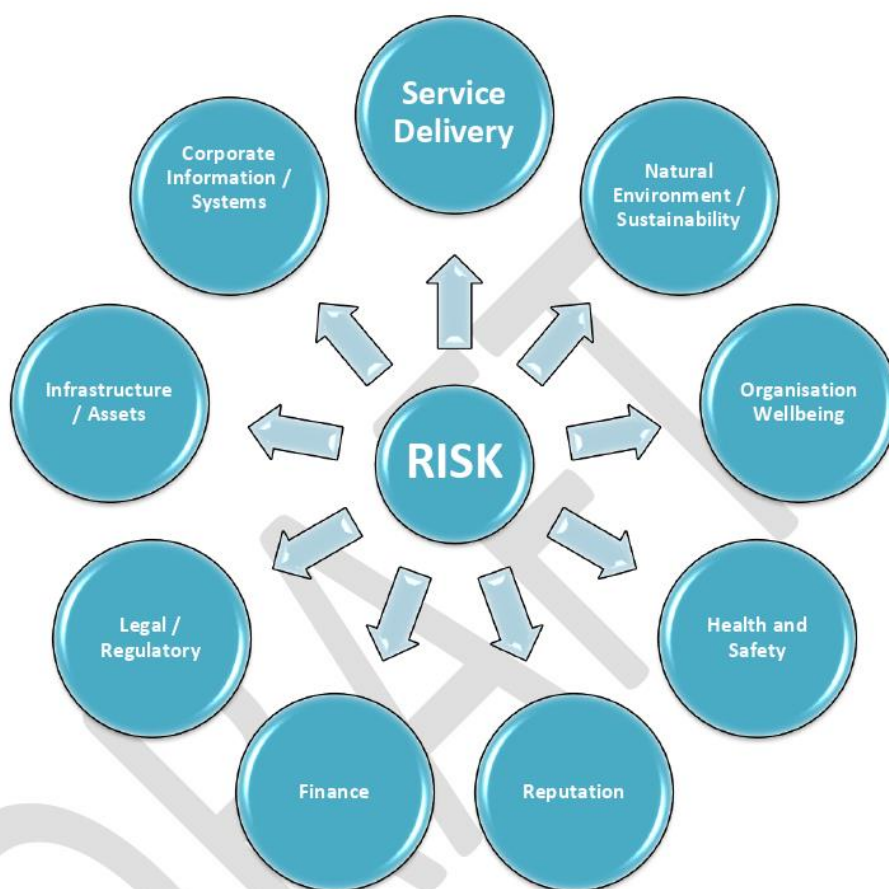 Service
Delivery
Natural
Environment /
Sustainability
Organisation
Wellbeing
Health and
Safety
Reputation
Finance
Legal /
Regulatory
Infrastructure
/ Assets
Corporate
Information /
Systems
RISK
DRAFT